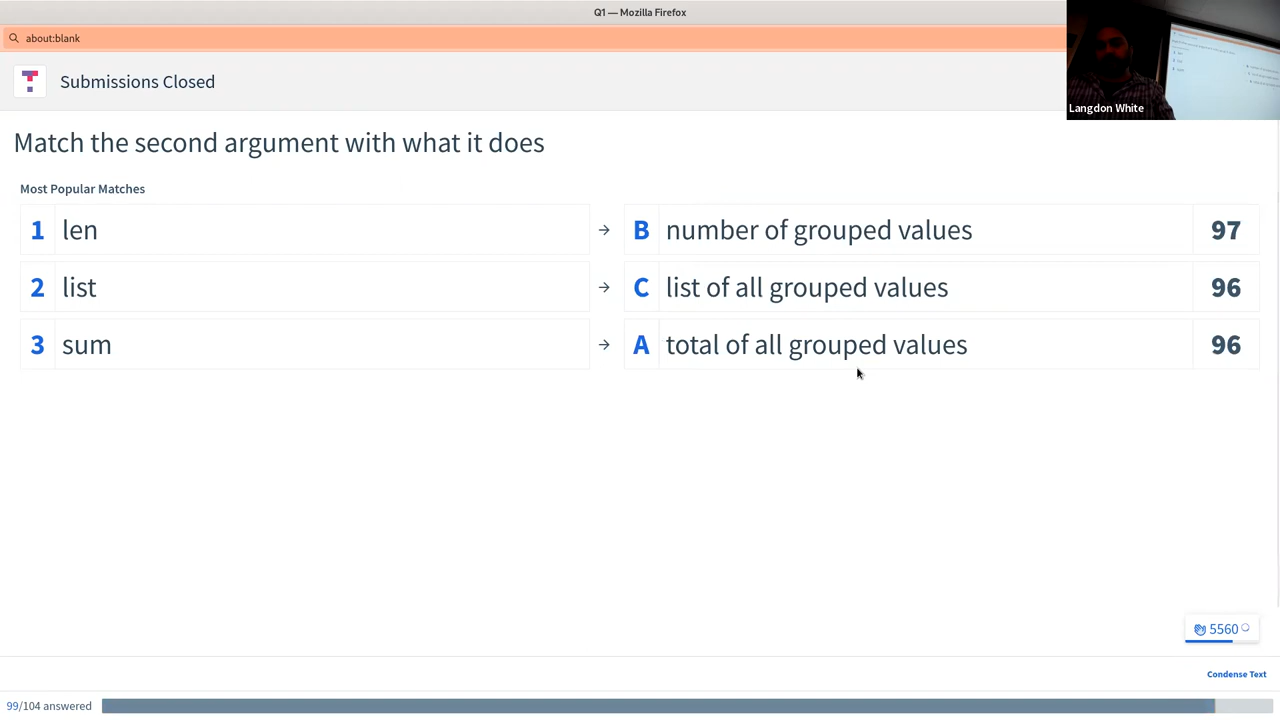 Q1 — Mozilla Firefox
about:blank
Submissions Closed
Langdon White
Match the second argument with what it does
Most Popular Matches
1 len → B number of grouped values 97
2 list → C list of all grouped values 96
3 sum → A total of all grouped values 96
5560
Condense Text
99/104 answered